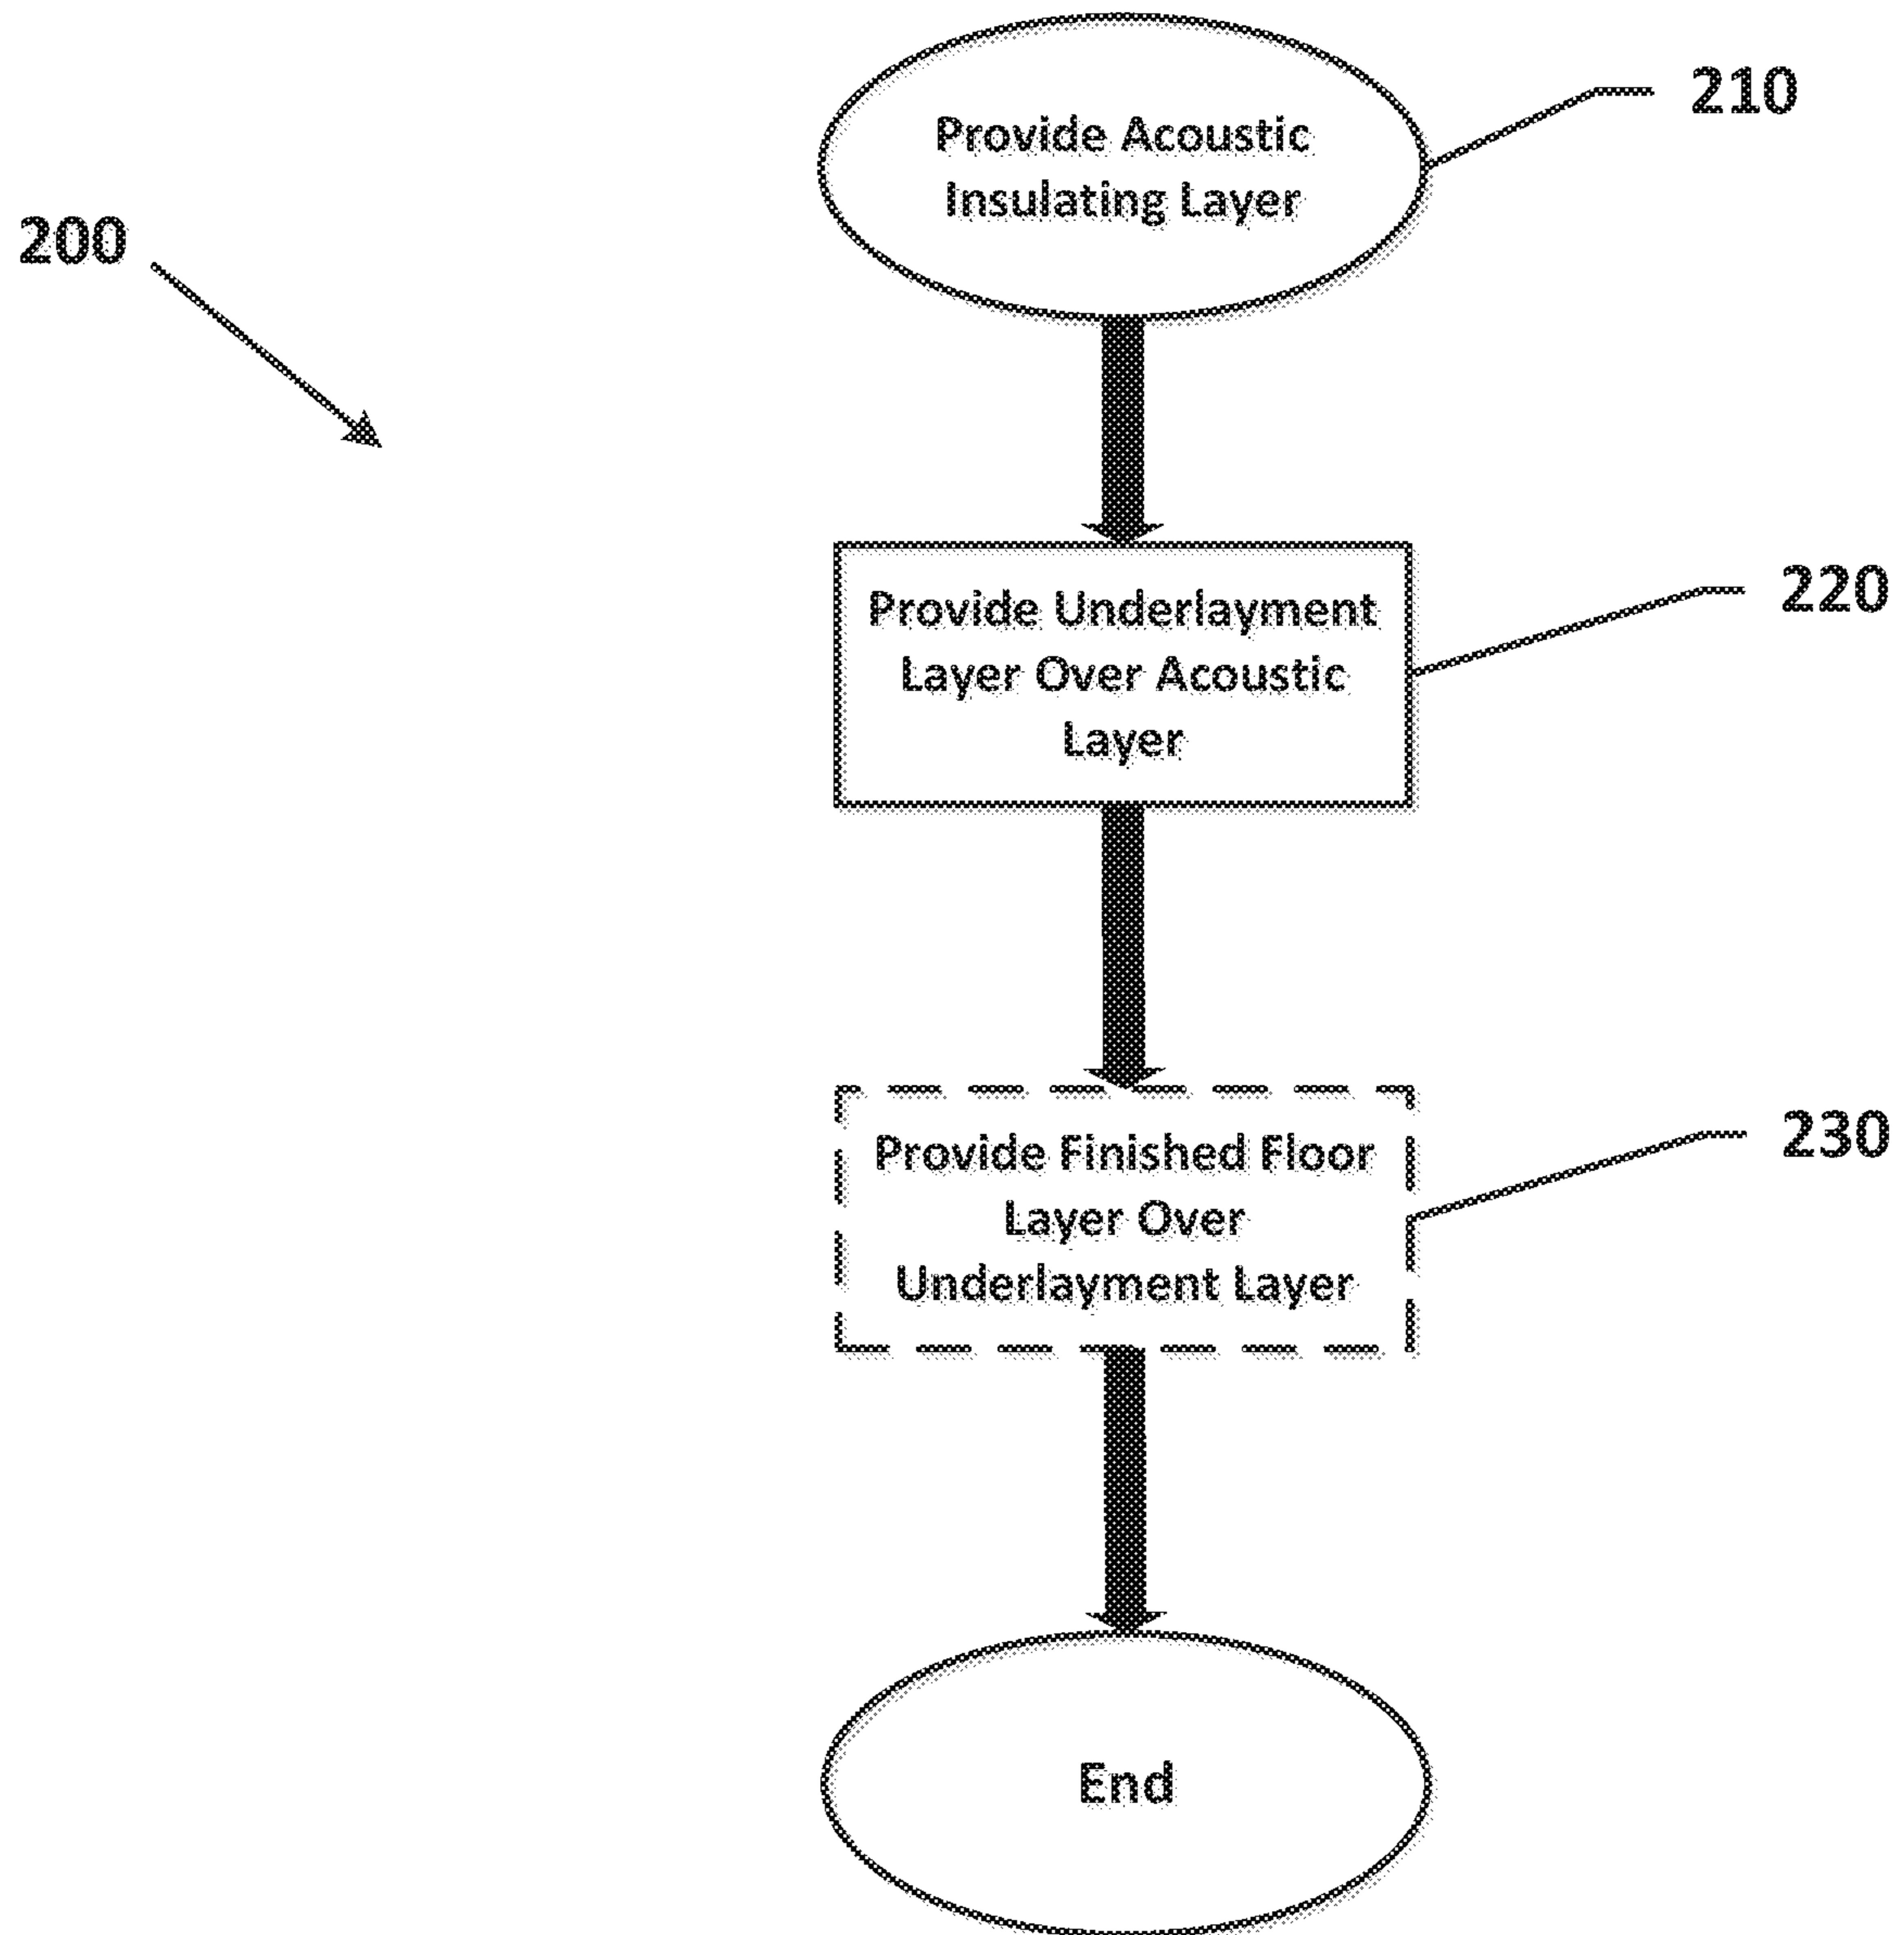 Provide Acoustic
Insulating Layer
210
200
Provide Underlayment
Layer Over Acoustic
Layer
220
Provide Finished Floor
Layer Over
Underlayment Layer
230
End